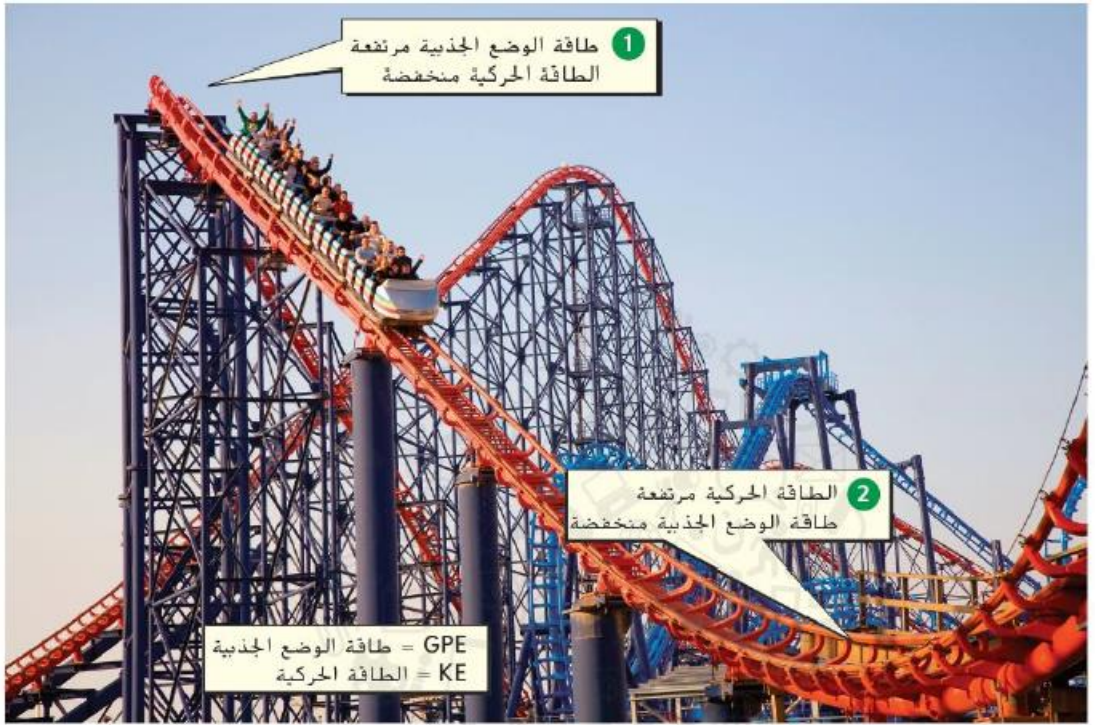 1 طاقة الوضع الجذبية مرتفعة
الطاقة الحركية منخفضة
2 الطاقة الحركية مرتفعة
طاقة الوضع الجذبية منخفضة
GPE = طاقة الوضع الجذبية
KE = الطاقة الحركية